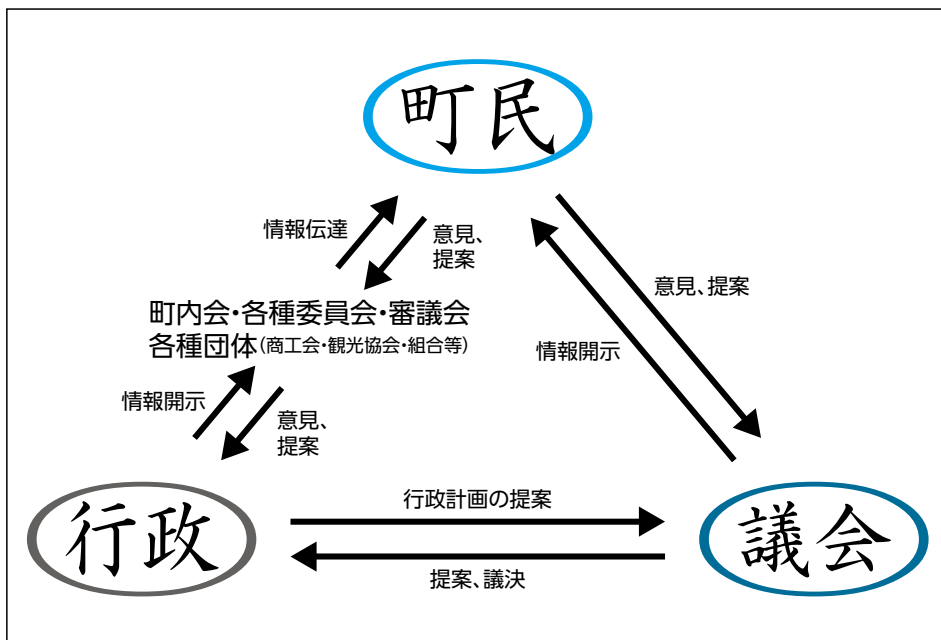 町民
情報伝達
意見、
提案
町内会・各種委員会・審議会
各種団体(商工会・観光協会・組合等)
意見、提案
情報開示
情報開示
意見、
提案
行政計画の提案
行政
議会
提案、議決